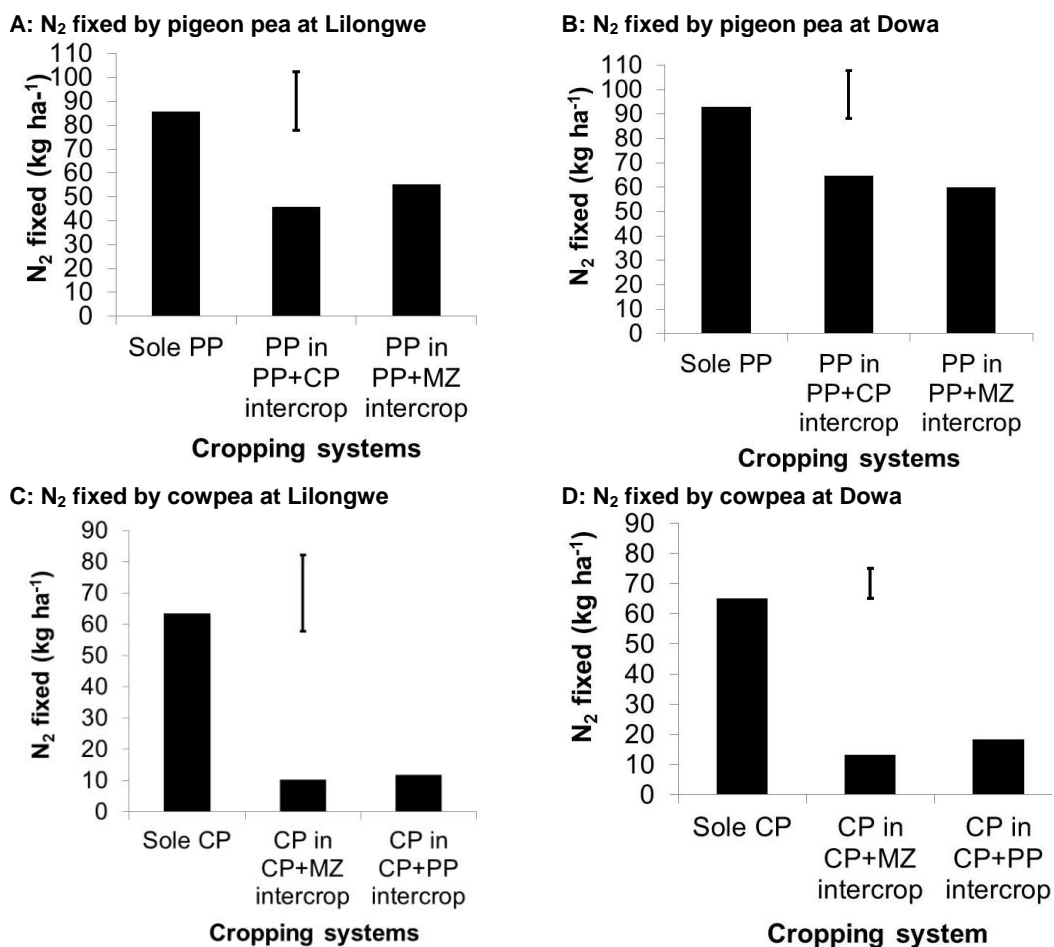 A: N₂ fixed by pigeon pea at Lilongwe
N₂ fixed (kg ha-¹)
110
100
90
80
70
60
50
40
30
20
10
0
Sole PP
PP in
PP+CP
intercrop
PP in
PP+MZ
intercrop
Cropping systems
B: N₂ fixed by pigeon pea at Dowa
N₂ fixed (kg ha⁻¹)
110
100
90
80
70
60
50
40
30
20
10
0
Sole PP
PP in
PP+CP
intercrop
PP in
PP+MZ
intercrop
Cropping systems
C: N₂ fixed by cowpea at Lilongwe
N₂ fixed (kg ha⁻¹)
90
80
70
60
50
40
30
20
10
0
Sole CP
CP in
CP+MZ
intercrop
CP in
CP+PP
intercrop
Cropping systems
D: N₂ fixed by cowpea at Dowa
N₂ fixed (kg ha⁻¹)
90
80
70
60
50
40
30
20
10
0
Sole CP
CP in
CP+MZ
intercrop
CP in
CP+PP
intercrop
Cropping system